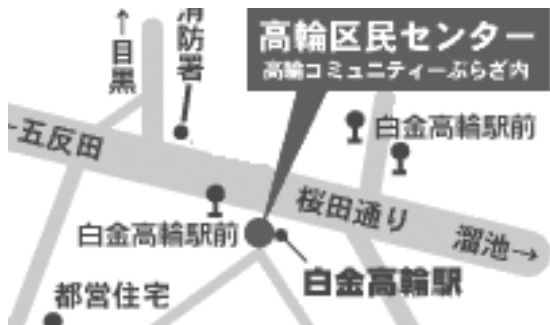 高輪区民センター
高輪コミュニティーぷらざ内
←目黒
消防署
白金高輪駅前
←五反田
桜田通り
溜池→
白金高輪駅前
白金高輪駅
都営住宅